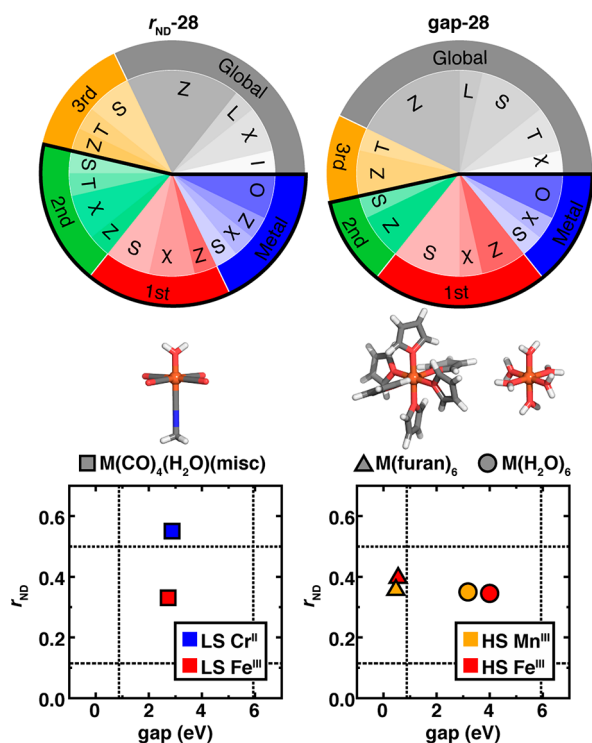 r_ND-28
gap-28
Global
3rd
2nd
1st
Metal
Z
L
X
I
O
Z
X
S
Z
χ
S
Z
X
T
S
Z
T
S
Global
3rd
2nd
1st
Metal
Z
L
S
T
X
O
X
S
Z
χ
S
Z
S
Z
T
M(CO)₄(H₂O)(misc)
M(furan)₆
M(H₂O)₆
r_ND
0.6
0.4
0.2
0.0
LS Cr^II
LS Fe^III
0 2 4 6
gap (eV)
r_ND
0.6
0.4
0.2
0.0
HS Mn^III
HS Fe^III
0 2 4 6
gap (eV)